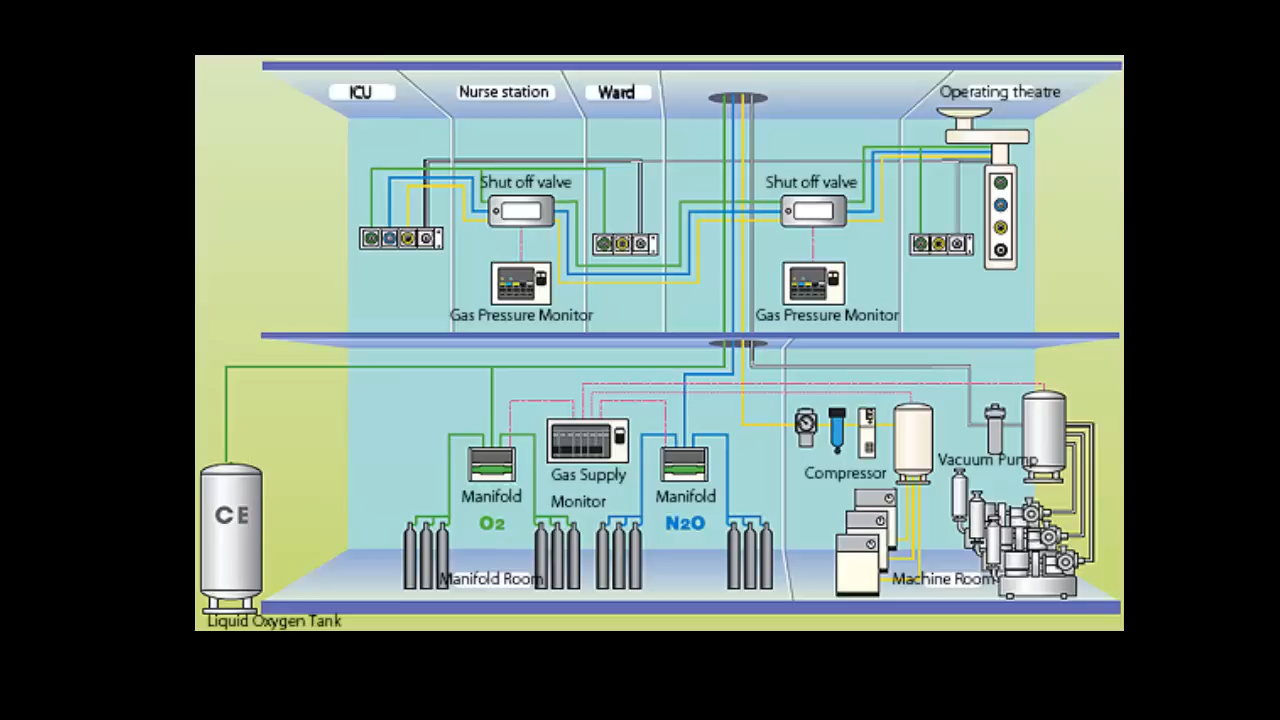 ICU
Nurse station
Ward
Operating theatre
Shut off valve
Shut off valve
Gas Pressure Monitor
Gas Pressure Monitor
Gas Supply
Monitor
Compressor
Vacuum Pump
Manifold
O2
Manifold
N2O
CE
Manifold Room
Machine Room
Liquid Oxygen Tank